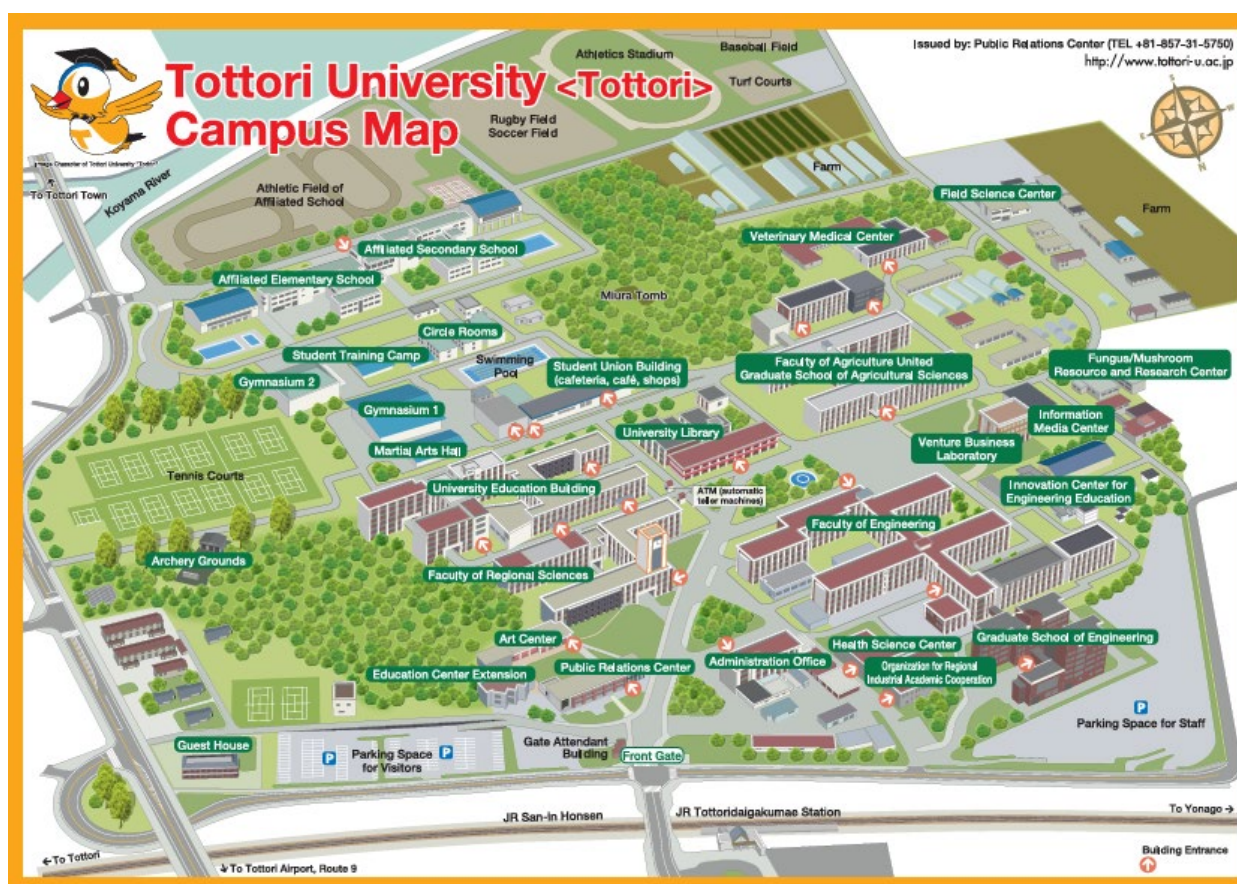 Issued by: Public Relations Center (TEL +81-857-31-5750)
http://www.tottori-u.ac.jp
Tottori University <Tottori>
Campus Map
Image Character of Tottori University "Totori"
To Tottori Town
Koyama River
Athletics Stadium
Baseball Field
Turf Courts
Rugby Field
Soccer Field
Athletic Field of
Affiliated School
Farm
Field Science Center
Farm
Affiliated Secondary School
Veterinary Medical Center
Affiliated Elementary School
Miura Tomb
Circle Rooms
Student Training Camp
Swimming
Pool
Student Union Building
(cafeteria, café, shops)
Faculty of Agriculture United
Graduate School of Agricultural Sciences
Fungus/Mushroom
Resource and Research Center
Gymnasium 2
Gymnasium 1
Martial Arts Hall
University Library
Information
Media Center
Venture Business
Laboratory
Tennis Courts
University Education Building
ATM (automatic
teller machines)
Innovation Center for
Engineering Education
Faculty of Engineering
Archery Grounds
Faculty of Regional Sciences
Art Center
Health Science Center
Graduate School of Engineering
Education Center Extension
Public Relations Center
Administration Office
Organization for Regional
Industrial Academic Cooperation
P
Parking Space for Staff
Guest House
P
Parking Space
for Visitors
P
Gate Attendant
Building
Front Gate
JR San-in Honsen
JR Tottoridaigakumae Station
To Yonago →
← To Tottori
To Tottori Airport, Route 9
Building Entrance